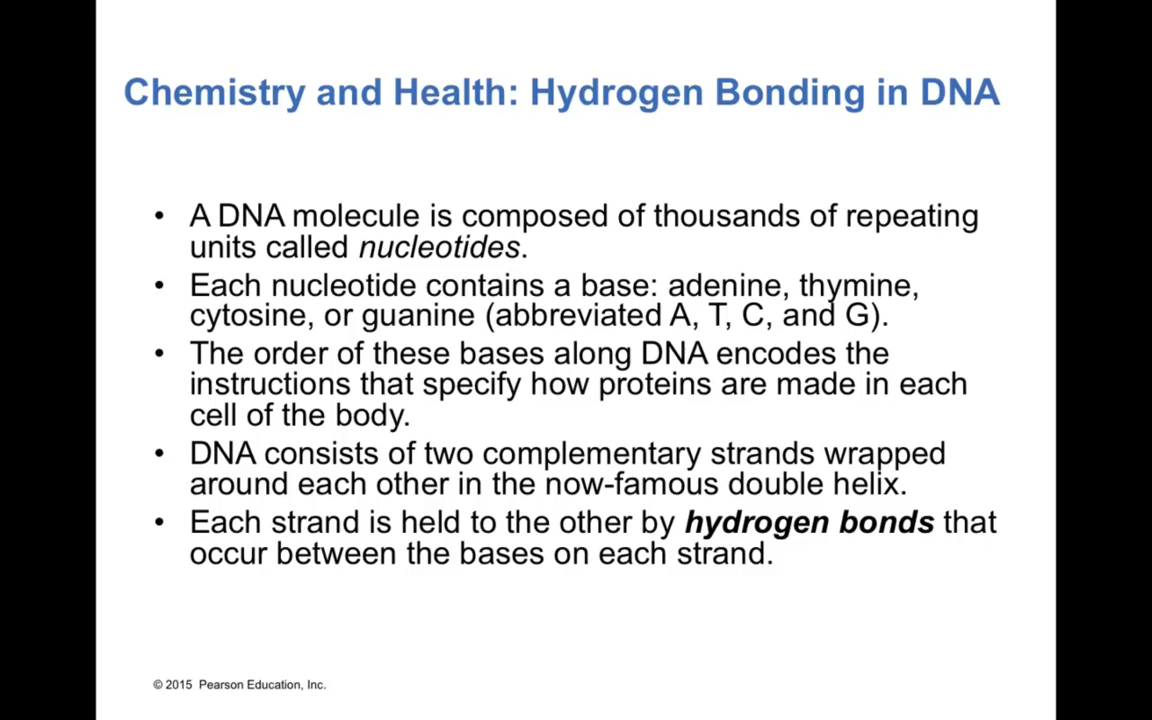 Chemistry and Health: Hydrogen Bonding in DNA
• A DNA molecule is composed of thousands of repeating
units called nucleotides.
• Each nucleotide contains a base: adenine, thymine,
cytosine, or guanine (abbreviated A, T, C, and G).
• The order of these bases along DNA encodes the
instructions that specify how proteins are made in each
cell of the body.
• DNA consists of two complementary strands wrapped
around each other in the now-famous double helix.
• Each strand is held to the other by hydrogen bonds that
occur between the bases on each strand.
© 2015 Pearson Education, Inc.